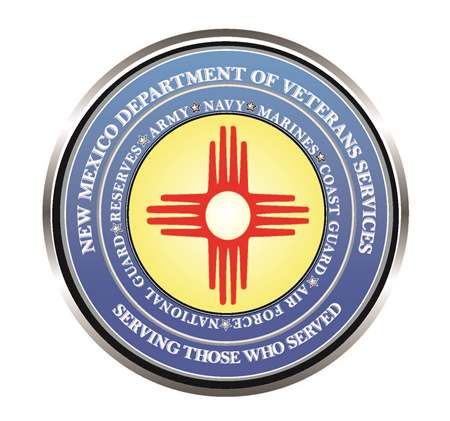 NEW MEXICO DEPARTMENT OF VETERANS SERVICES
NATIONAL GUARD RESERVES ARMY NAVY MARINES COAST GUARD AIR FORCE
SERVING THOSE WHO SERVED